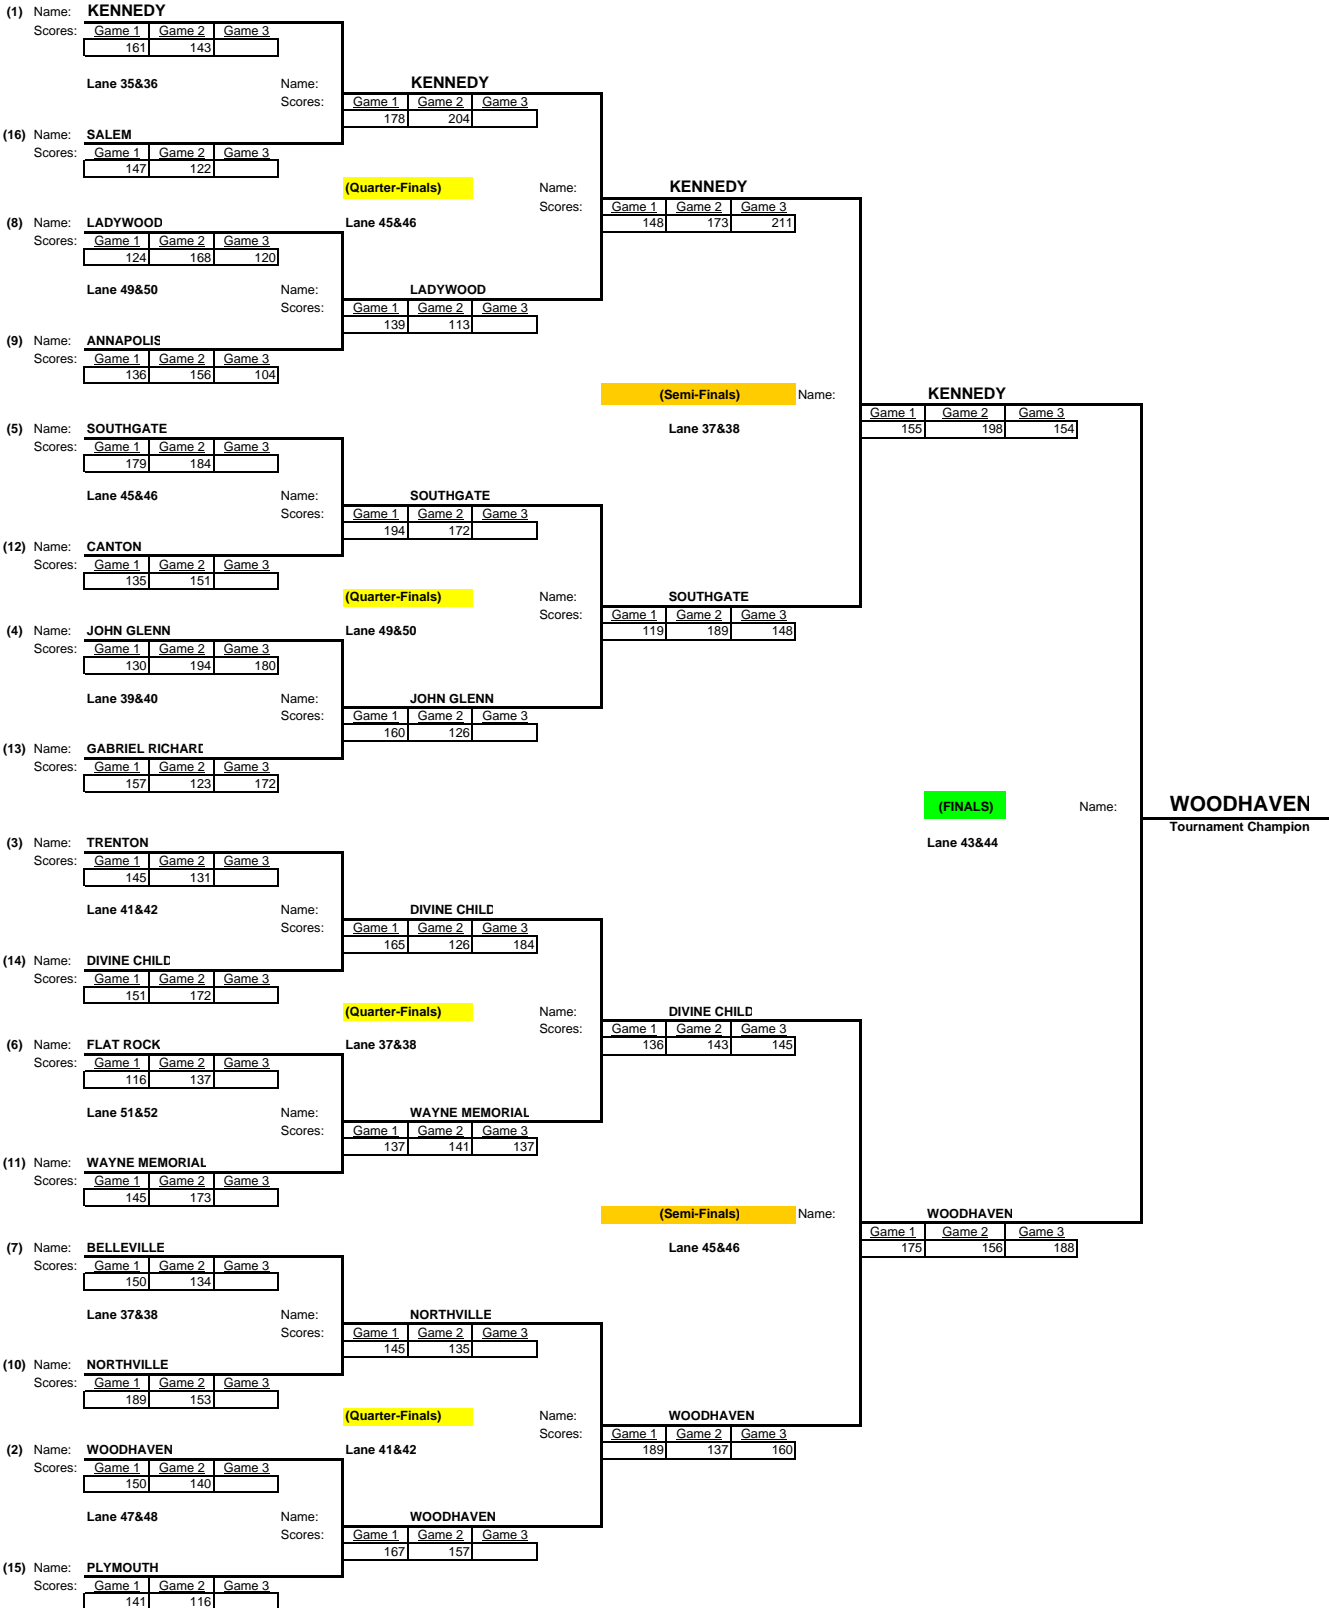 (1) Name: KENNEDY
Scores: Game 1 Game 2 Game 3
161 143
Lane 35&36 Name: KENNEDY
Scores: Game 1 Game 2 Game 3
178 204
(16) Name: SALEM
Scores: Game 1 Game 2 Game 3
147 122
(Quarter-Finals) Name: KENNEDY
Scores: Game 1 Game 2 Game 3
148 173 211
(8) Name: LADYWOOD Lane 45&46
Scores: Game 1 Game 2 Game 3
124 168 120
Lane 49&50 Name: LADYWOOD
Scores: Game 1 Game 2 Game 3
139 113
(9) Name: ANNAPOLIS
Scores: Game 1 Game 2 Game 3
136 156 104
(Semi-Finals) Name: KENNEDY
Game 1 Game 2 Game 3
155 198 154
(5) Name: SOUTHGATE Lane 37&38
Scores: Game 1 Game 2 Game 3
179 184
Lane 45&46 Name: SOUTHGATE
Scores: Game 1 Game 2 Game 3
194 172
(12) Name: CANTON
Scores: Game 1 Game 2 Game 3
135 151
(Quarter-Finals) Name: SOUTHGATE
Scores: Game 1 Game 2 Game 3
119 189 148
(4) Name: JOHN GLENN Lane 49&50
Scores: Game 1 Game 2 Game 3
130 194 180
Lane 39&40 Name: JOHN GLENN
Scores: Game 1 Game 2 Game 3
160 126
(13) Name: GABRIEL RICHARD
Scores: Game 1 Game 2 Game 3
157 123 172
(FINALS) Name: WOODHAVEN
Tournament Champion
(3) Name: TRENTON Lane 43&44
Scores: Game 1 Game 2 Game 3
145 131
Lane 41&42 Name: DIVINE CHILD
Scores: Game 1 Game 2 Game 3
165 126 184
(14) Name: DIVINE CHILD
Scores: Game 1 Game 2 Game 3
151 172
(Quarter-Finals) Name: DIVINE CHILD
Scores: Game 1 Game 2 Game 3
136 143 145
(6) Name: FLAT ROCK Lane 37&38
Scores: Game 1 Game 2 Game 3
116 137
Lane 51&52 Name: WAYNE MEMORIAL
Scores: Game 1 Game 2 Game 3
137 141 137
(11) Name: WAYNE MEMORIAL
Scores: Game 1 Game 2 Game 3
145 173
(Semi-Finals) Name: WOODHAVEN
Game 1 Game 2 Game 3
175 156 188
(7) Name: BELLEVILLE Lane 45&46
Scores: Game 1 Game 2 Game 3
150 134
Lane 37&38 Name: NORTHVILLE
Scores: Game 1 Game 2 Game 3
145 135
(10) Name: NORTHVILLE
Scores: Game 1 Game 2 Game 3
189 153
(Quarter-Finals) Name: WOODHAVEN
Scores: Game 1 Game 2 Game 3
189 137 160
(2) Name: WOODHAVEN Lane 41&42
Scores: Game 1 Game 2 Game 3
150 140
Lane 47&48 Name: WOODHAVEN
Scores: Game 1 Game 2 Game 3
167 157
(15) Name: PLYMOUTH
Scores: Game 1 Game 2 Game 3
141 116